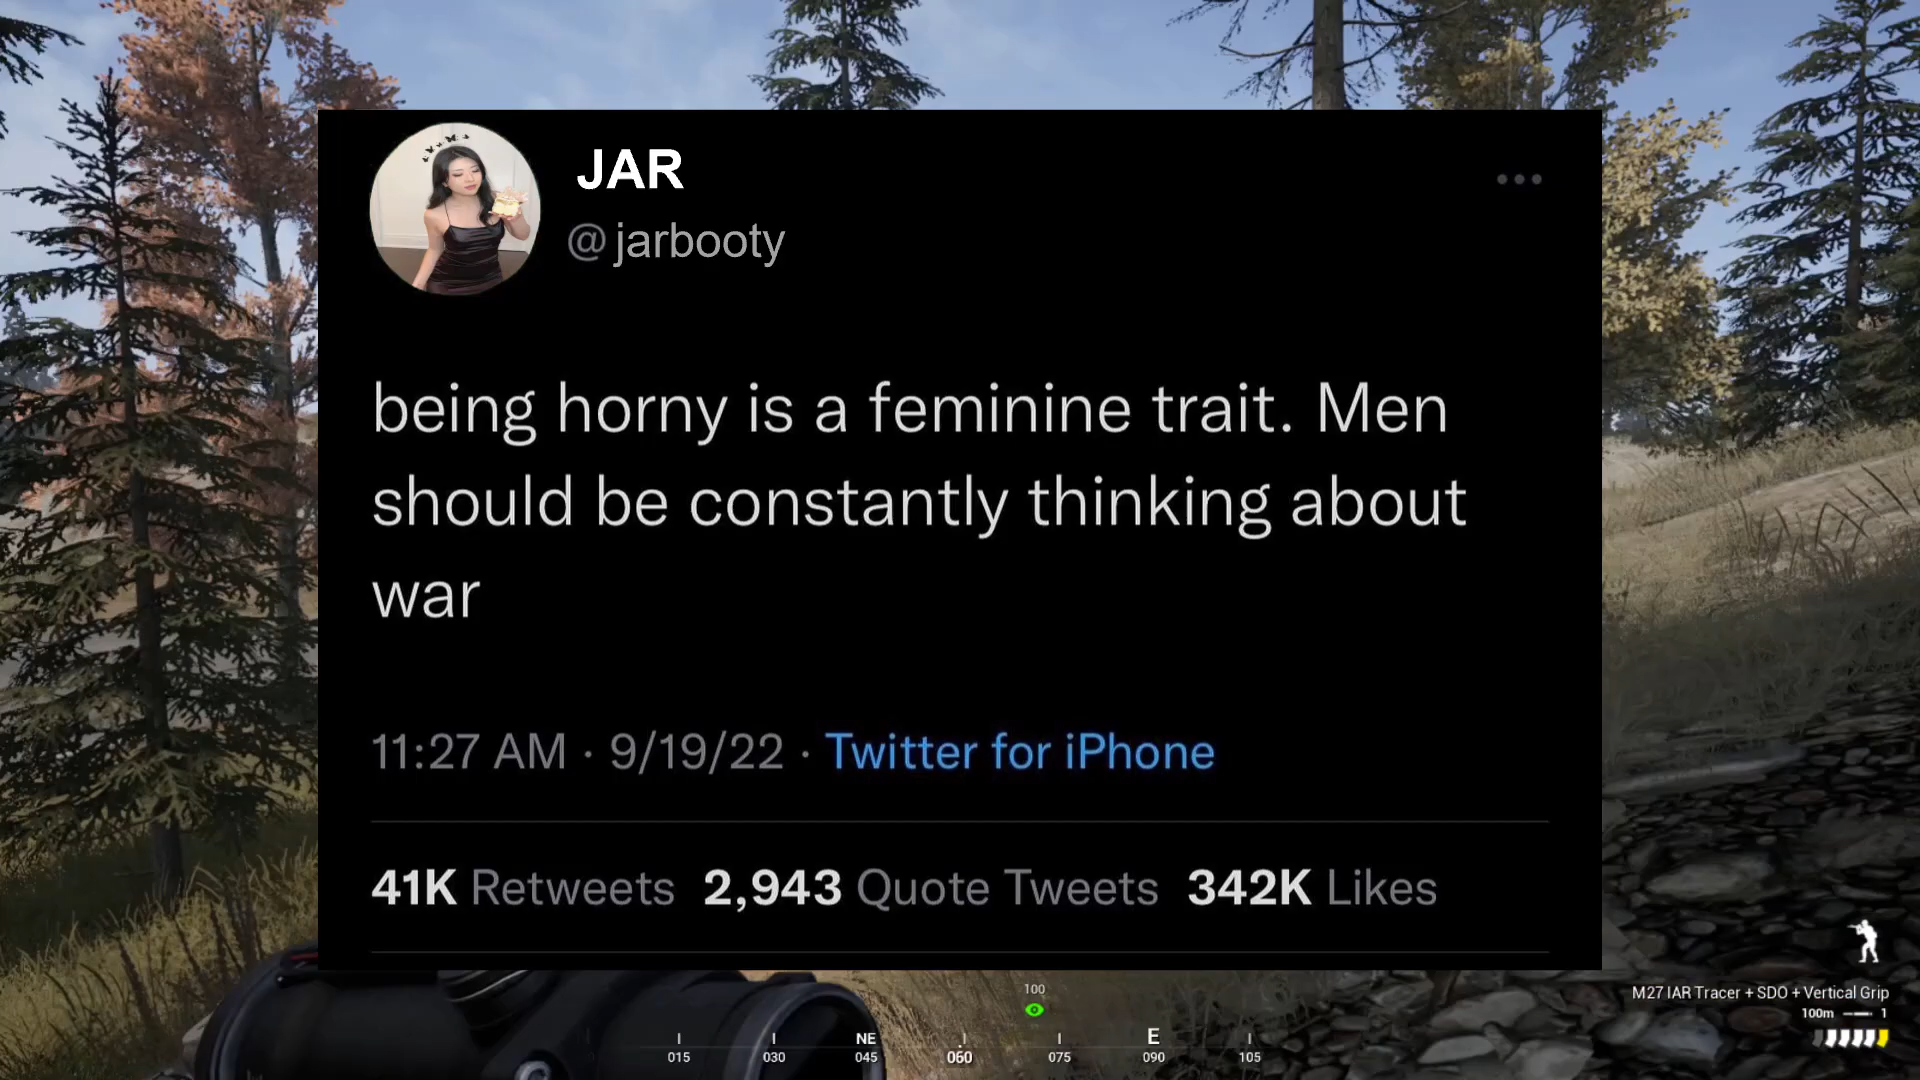 JAR
@jarbooty
being horny is a feminine trait. Men
should be constantly thinking about
war
11:27 AM · 9/19/22 · Twitter for iPhone
41K Retweets 2,943 Quote Tweets 342K Likes
M27 IAR Tracer + SDO + Vertical Grip
100m 1
100
NE E
015 030 045 060 075 090 105